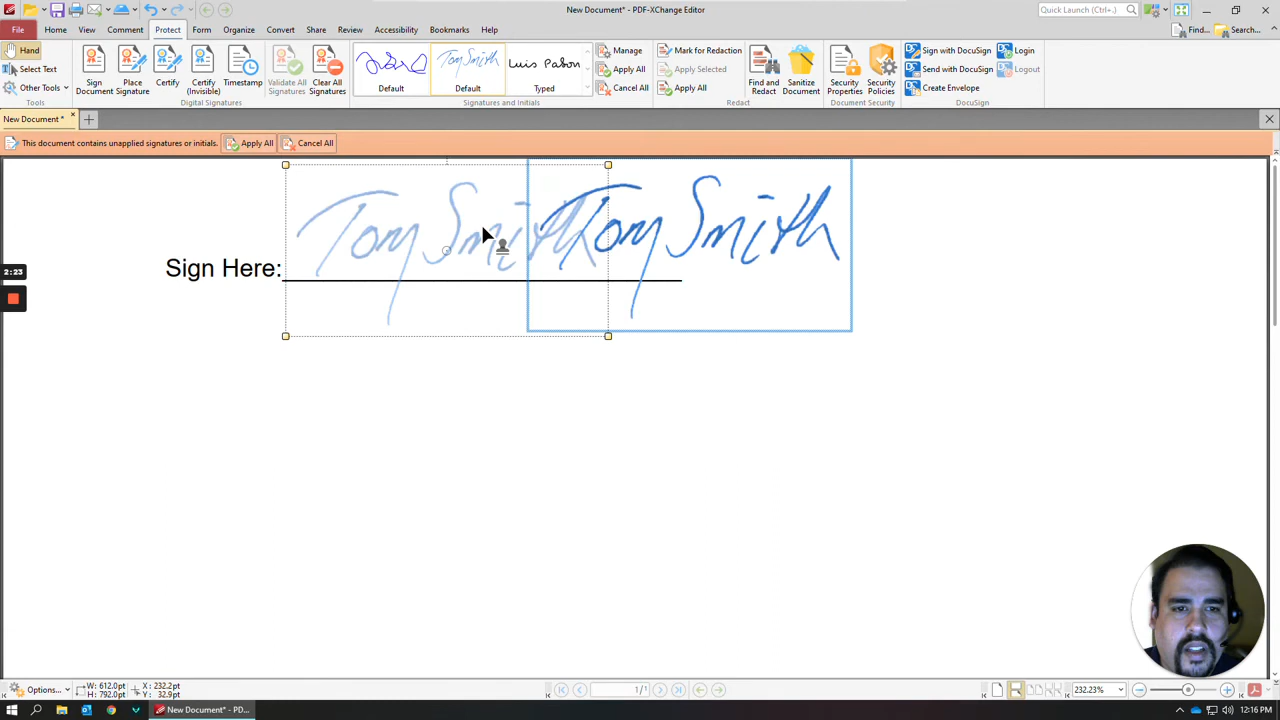 New Document* - PDF-XChange Editor
Quick Launch (Ctrl+.)
File Home View Comment Protect Form Organize Convert Share Review Accessibility Bookmarks Help
Find... Search...
Hand
Select Text
Other Tools
Tools
Sign Document
Place Signature
Certify
Certify (Invisible)
Timestamp
Validate All Signatures
Clear All Signatures
Digital Signatures
Default
Tony Smith
Default
Luis Pabon
Typed
Manage
Apply All
Cancel All
Signatures and Initials
Mark for Redaction
Apply Selected
Apply All
Find and Redact
Sanitize Document
Redact
Security Properties
Security Policies
Document Security
Sign with DocuSign
Send with DocuSign
Create Envelope
Login
Logout
DocuSign
New Document *
This document contains unapplied signatures or initials. Apply All Cancel All
Tony Smith Tony Smith
Sign Here:
2:23
Options...
W: 612.0pt
H: 792.0pt
X: 232.2pt
Y: 32.9pt
1/1
232.23%
New Document* - PD...
12:16 PM